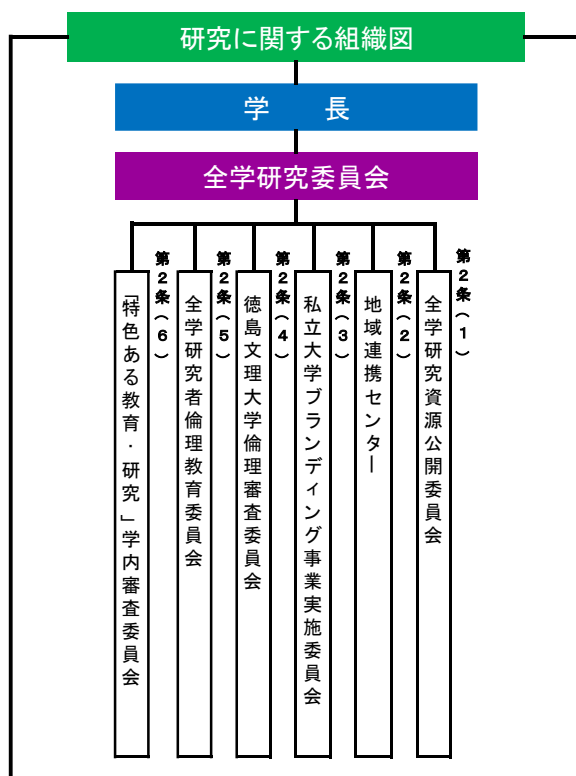 研究に関する組織図
学　　長
全学研究委員会
第２条（１）
全学研究資源公開委員会
第２条（２）
地域連携センター
第２条（３）
私立大学ブランディング事業実施委員会
第２条（４）
徳島文理大学倫理審査委員会
第２条（５）
全学研究者倫理教育委員会
第２条（６）
「特色ある教育・研究」学内審査委員会